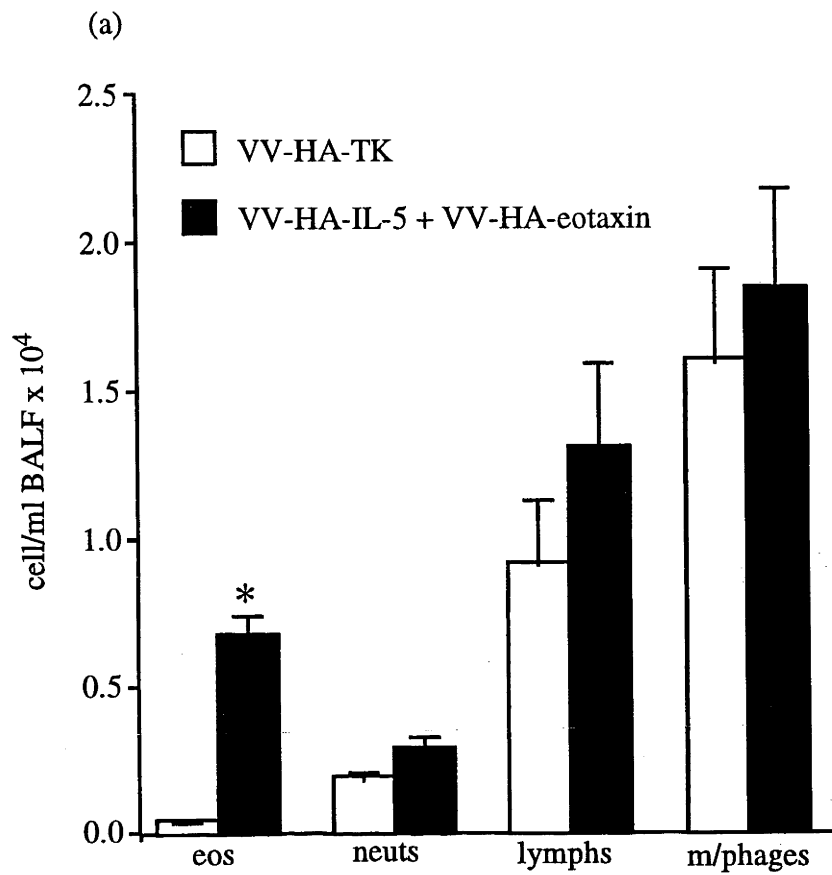 (a)
2.5
VV-HA-TK
VV-HA-IL-5 + VV-HA-eotaxin
2.0
1.5
1.0
0.5
0.0
cell/ml BALF x 10⁴
*
eos neuts lymphs m/phages